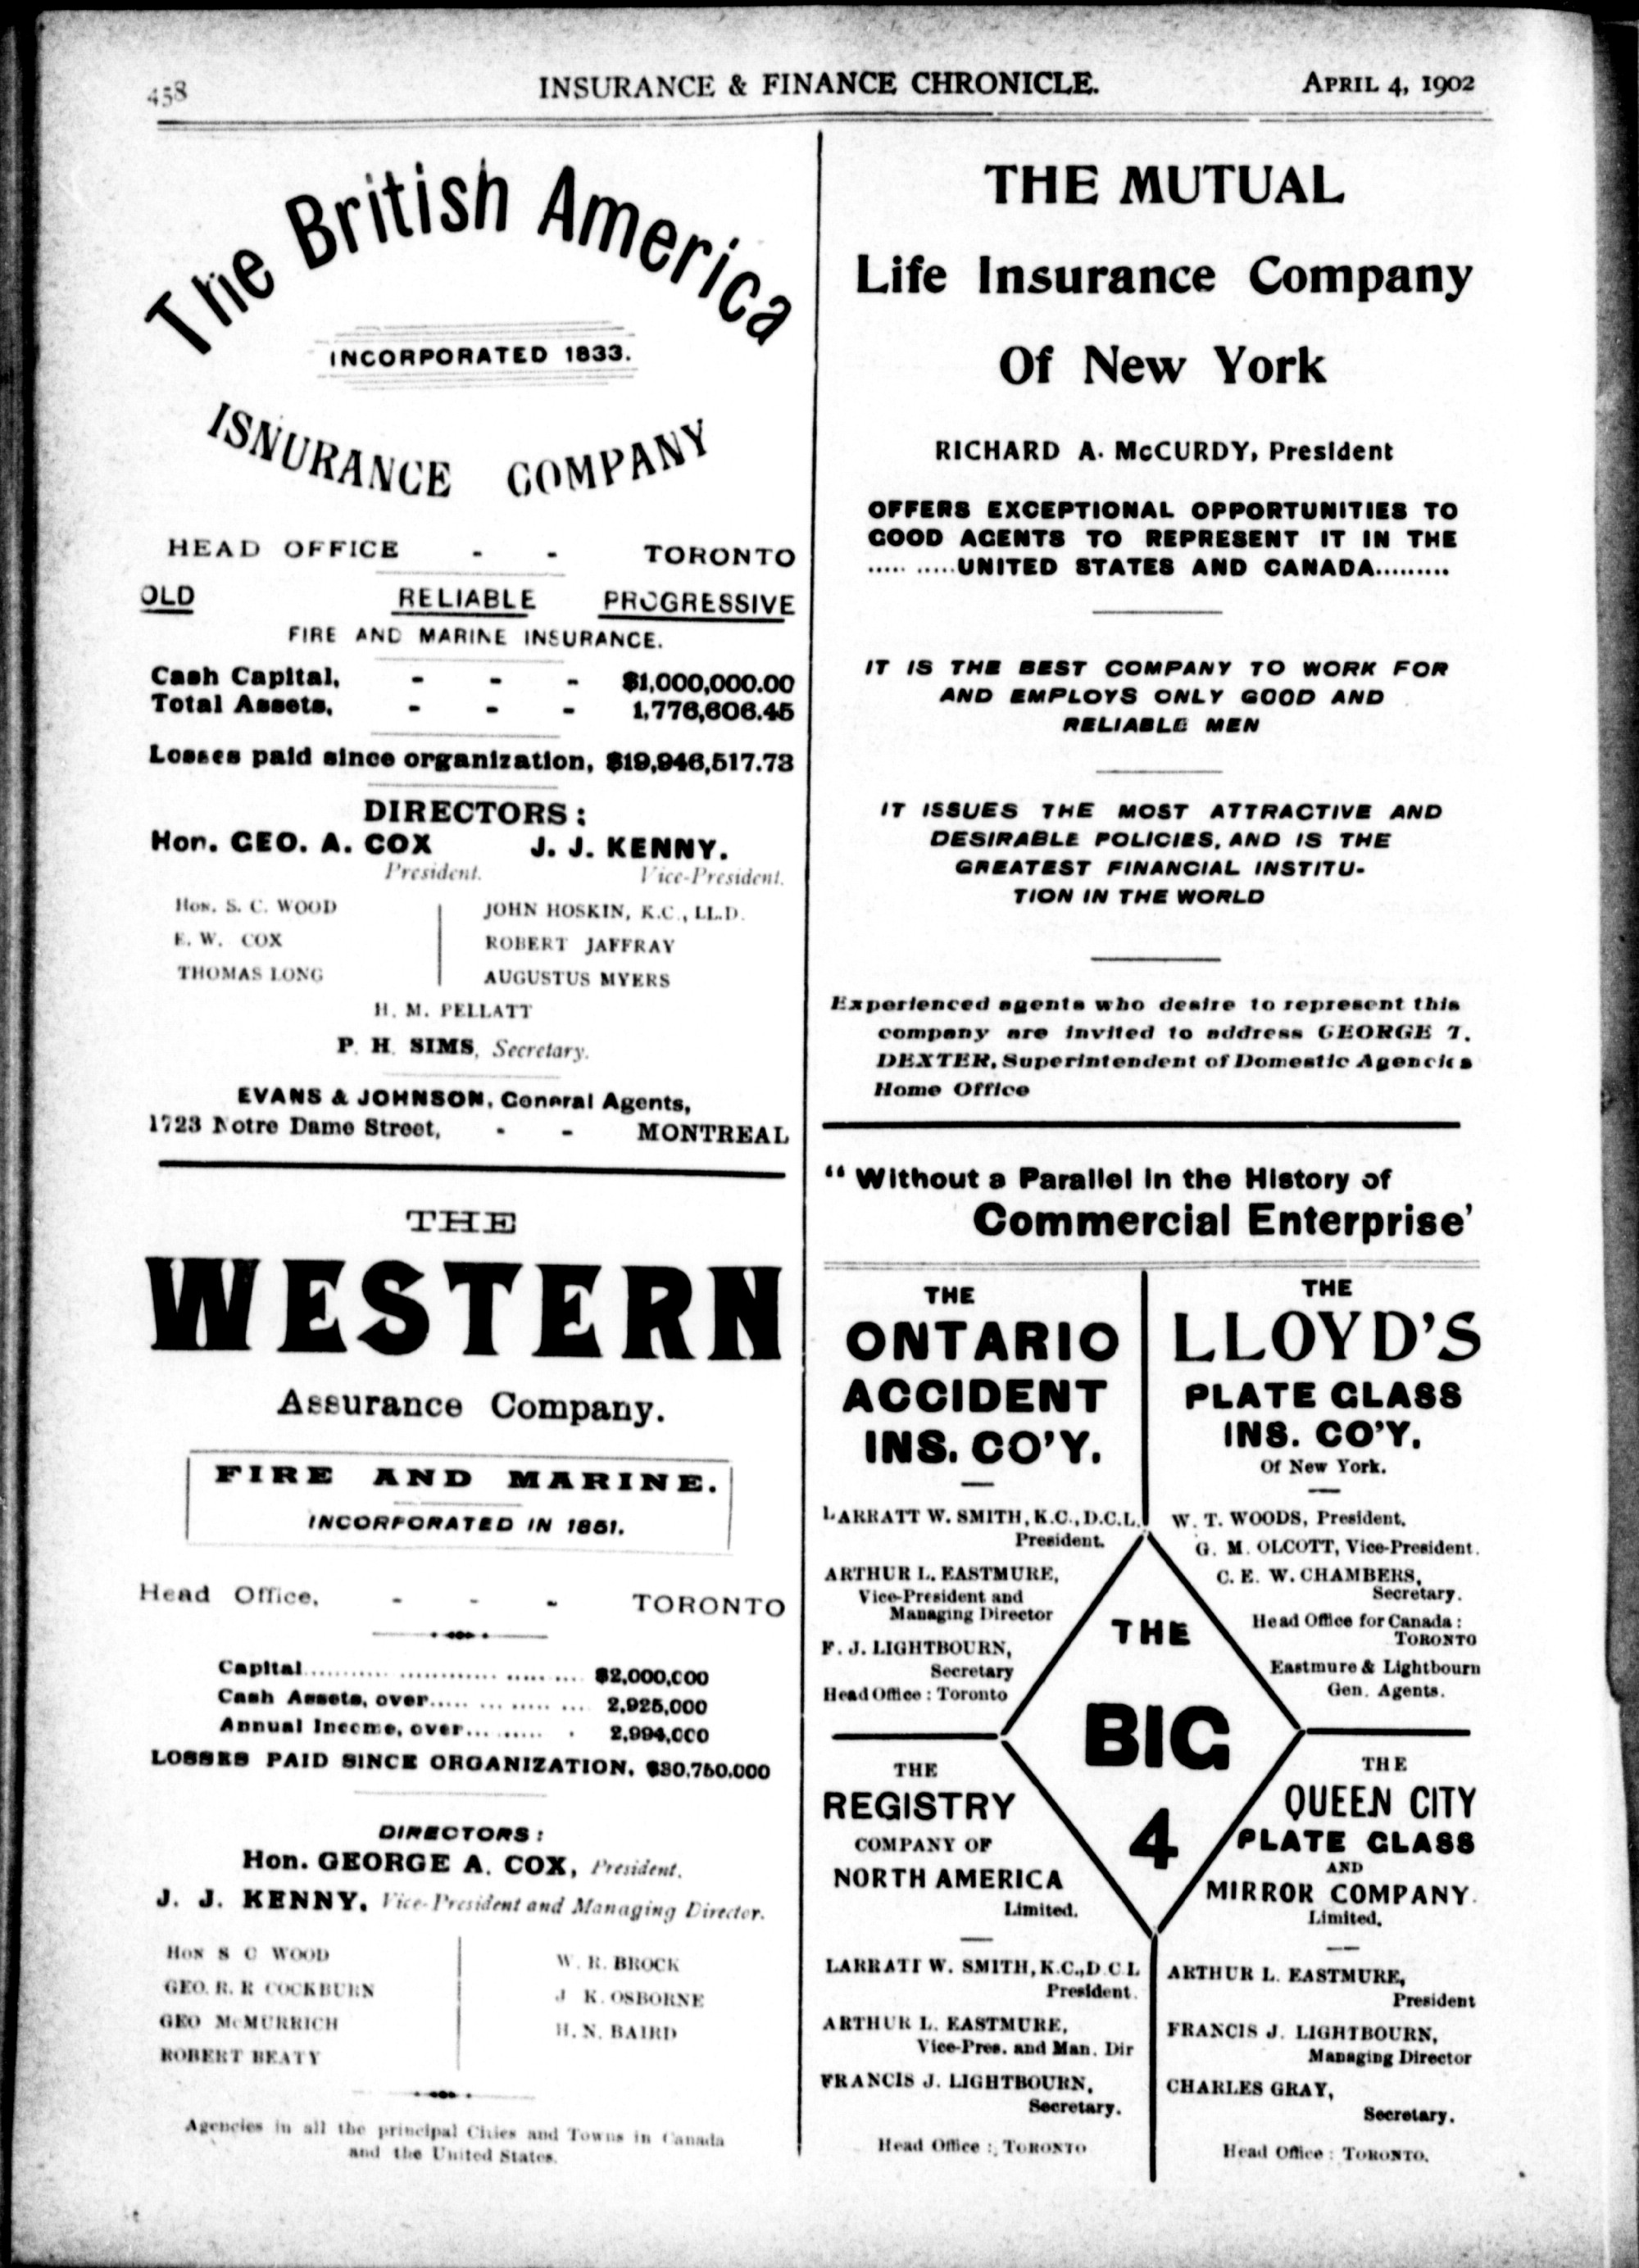 458 INSURANCE & FINANCE CHRONICLE. APRIL 4, 1902
The British America
INCORPORATED 1833.
ISNURANCE COMPANY
HEAD OFFICE - - TORONTO
OLD RELIABLE PROGRESSIVE
FIRE AND MARINE INSURANCE.
Cash Capital, - - - $1,000,000.00
Total Assets, - - - 1,776,606.45
Losses paid since organization, $19,946,517.73
DIRECTORS:
Hon. GEO. A. COX J. J. KENNY.
President. Vice-President.
HON. S. C. WOOD JOHN HOSKIN, K.C., LL.D.
E. W. COX ROBERT JAFFRAY
THOMAS LONG AUGUSTUS MYERS
H. M. PELLATT
P. H. SIMS, Secretary.
EVANS & JOHNSON, General Agents,
1723 Notre Dame Street, - - MONTREAL
THE
WESTERN
Assurance Company.
FIRE AND MARINE.
INCORPORATED IN 1851.
Head Office, - - - TORONTO
Capital.......... ............ ...... .... $2,000,000
Cash Assets, over..... ... ...... .... 2,925,000
Annual Income, over... ...... . 2,994,000
LOSSES PAID SINCE ORGANIZATION, $30,750,000
DIRECTORS:
Hon. GEORGE A. COX, President.
J. J. KENNY, Vice-President and Managing Director.
HON S C WOOD W. R. BROCK
GEO. R. R COCKBURN J K. OSBORNE
GEO McMURRICH H. N. BAIRD
ROBERT BEATY
Agencies in all the principal Cities and Towns in Canada
and the United States.
THE MUTUAL
Life Insurance Company
Of New York
RICHARD A. McCURDY, President
OFFERS EXCEPTIONAL OPPORTUNITIES TO
GOOD AGENTS TO REPRESENT IT IN THE
..... .....UNITED STATES AND CANADA.........
IT IS THE BEST COMPANY TO WORK FOR
AND EMPLOYS ONLY GOOD AND
RELIABLE MEN
IT ISSUES THE MOST ATTRACTIVE AND
DESIRABLE POLICIES, AND IS THE
GREATEST FINANCIAL INSTITU-
TION IN THE WORLD
Experienced agents who desire to represent this
company are invited to address GEORGE T.
DEXTER, Superintendent of Domestic Agencies
Home Office
"Without a Parallel in the History of
Commercial Enterprise'
THE
ONTARIO
ACCIDENT
INS. CO'Y.
LARRATT W. SMITH, K.C., D.C.L.
President.
ARTHUR L. EASTMURE,
Vice-President and
Managing Director
F. J. LIGHTBOURN,
Secretary
Head Office : Toronto
THE
LLOYD'S
PLATE GLASS
INS. CO'Y.
Of New York.
W. T. WOODS, President.
G. M. OLCOTT, Vice-President.
C. E. W. CHAMBERS,
Secretary.
Head Office for Canada :
TORONTO
Eastmure & Lightbourn
Gen. Agents.
THE
BIG
4
THE
REGISTRY
COMPANY OF
NORTH AMERICA
Limited.
LARRATT W. SMITH, K.C., D.C L
President.
ARTHUR L. EASTMURE,
Vice-Pres. and Man. Dir
FRANCIS J. LIGHTBOURN,
Secretary.
Head Office : TORONTO
THE
QUEEN CITY
PLATE GLASS
AND
MIRROR COMPANY.
Limited.
ARTHUR L. EASTMURE,
President
FRANCIS J. LIGHTBOURN,
Managing Director
CHARLES GRAY,
Secretary.
Head Office : TORONTO.